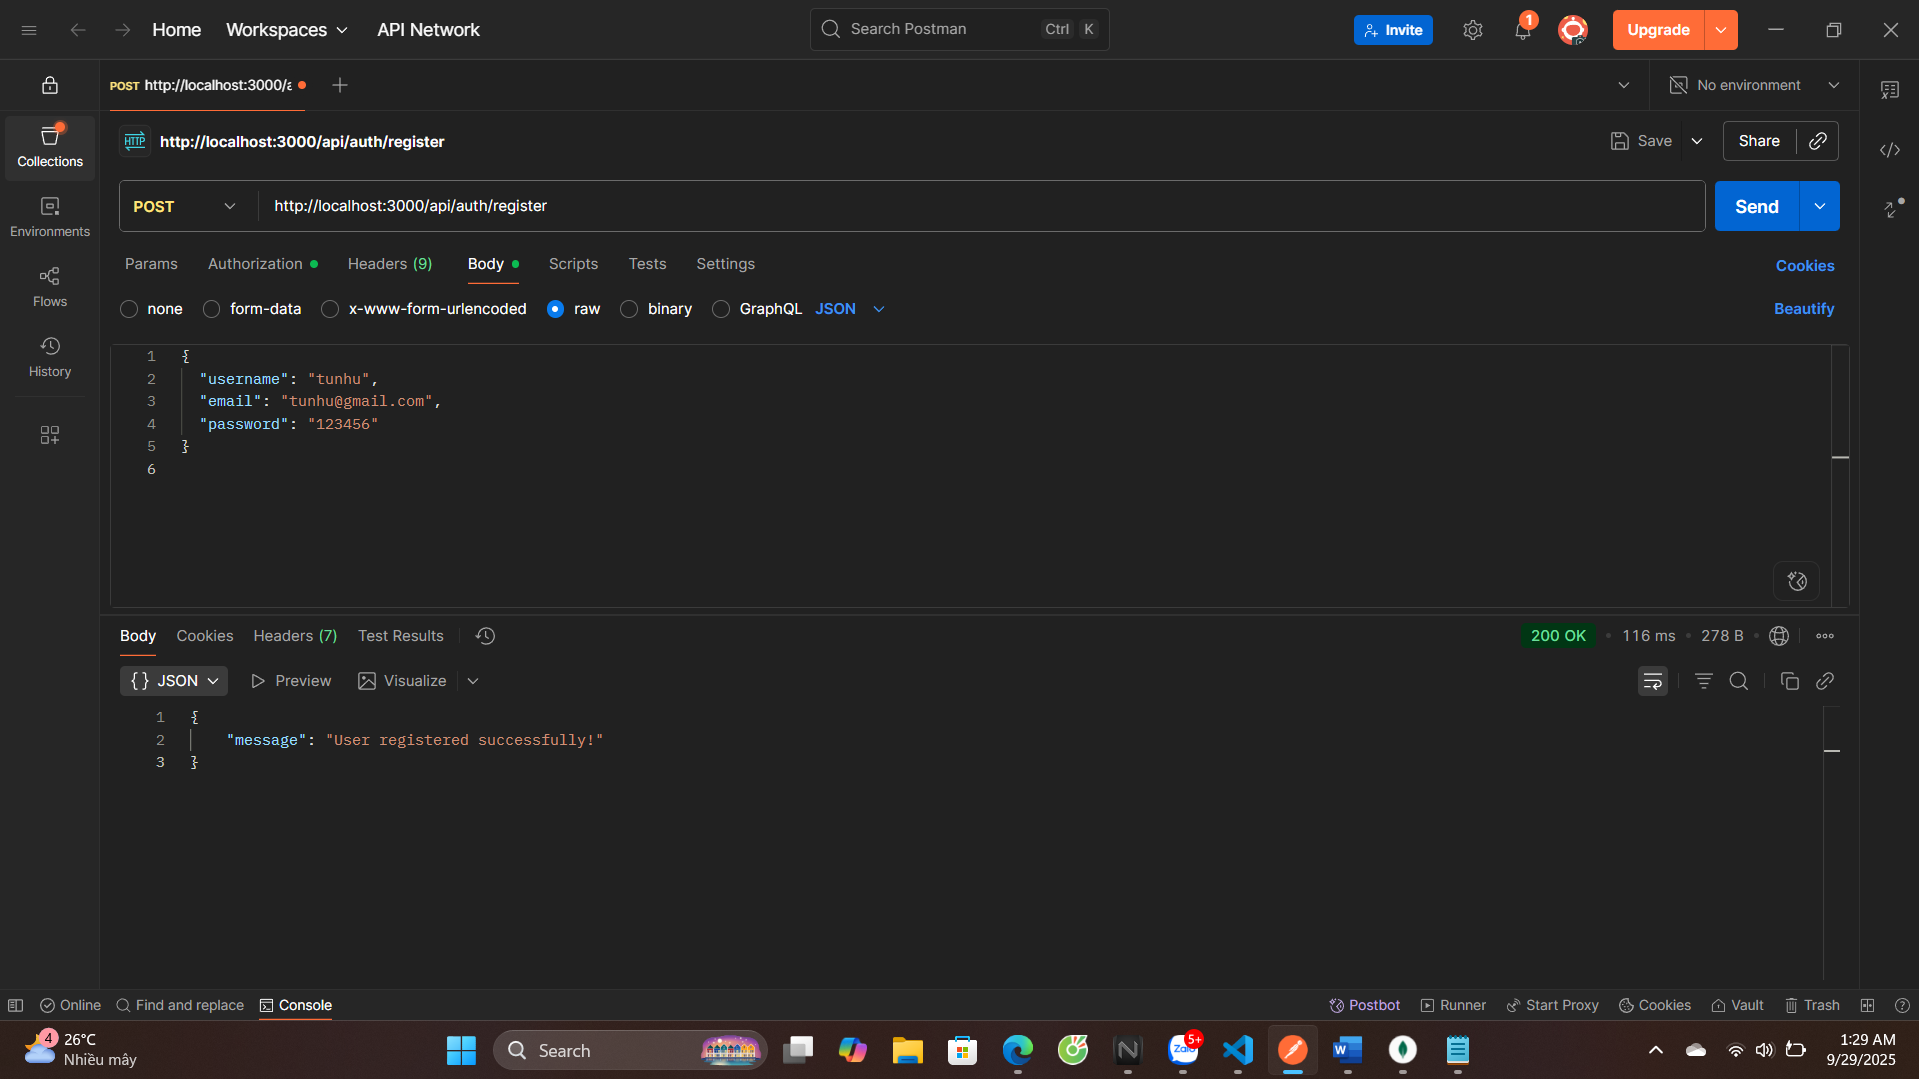 Home
Workspaces
API Network
Search Postman
Ctrl
K
Invite
1
Upgrade
POST http://localhost:3000/a
No environment
HTTP http://localhost:3000/api/auth/register
Save
Share
Collections
Environments
Flows
History
POST
http://localhost:3000/api/auth/register
Send
Params
Authorization
Headers (9)
Body
Scripts
Tests
Settings
Cookies
none
form-data
x-www-form-urlencoded
raw
binary
GraphQL
JSON
Beautify
1 {
2 "username": "tunhu",
3 "email": "tunhu@gmail.com",
4 "password": "123456"
5 }
6
Body
Cookies
Headers (7)
Test Results
200 OK
116 ms
278 B
{} JSON
Preview
Visualize
1 {
2 "message": "User registered successfully!"
3 }
Online
Find and replace
Console
Postbot
Runner
Start Proxy
Cookies
Vault
Trash
4
26°C
Nhiều mây
Search
Zalo
5+
W
1:29 AM
9/29/2025